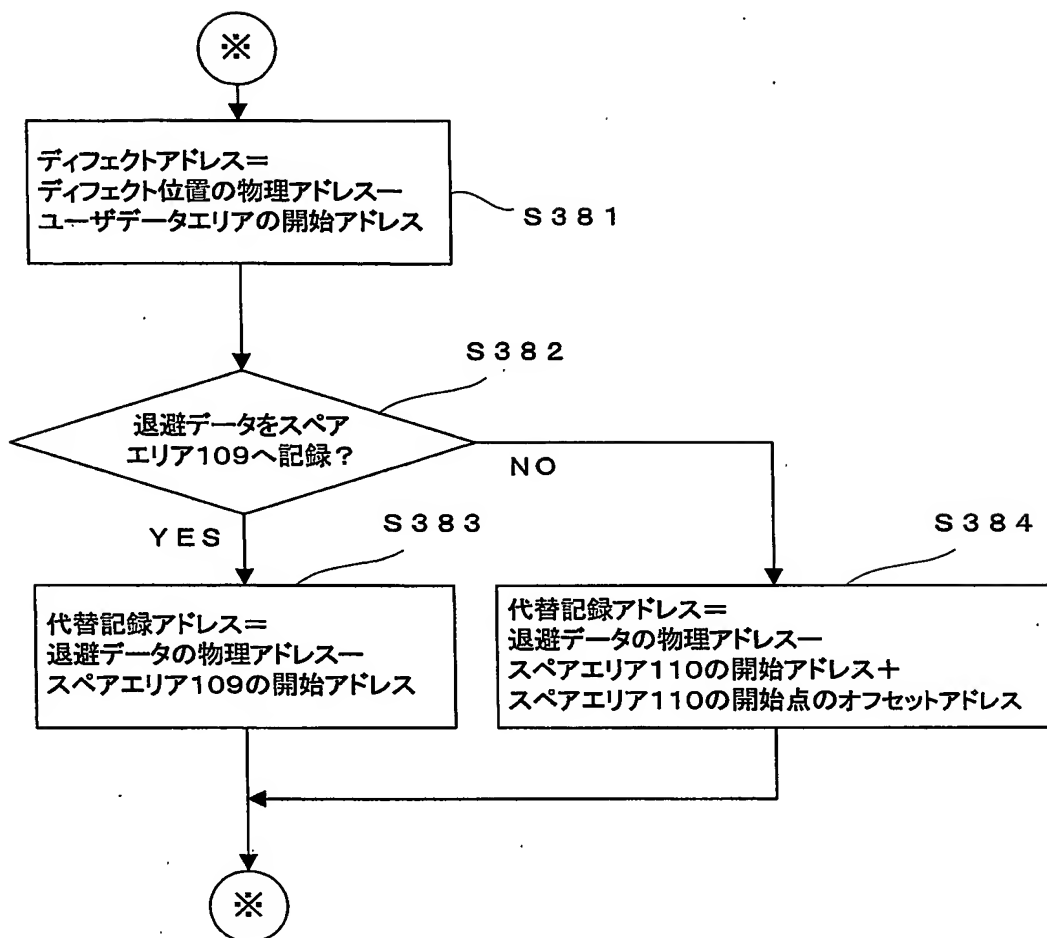 ※
ディフェクトアドレス＝
ディフェクト位置の物理アドレス－
ユーザデータエリアの開始アドレス
S381
S382
退避データをスペア
エリア109へ記録？
NO
YES
S383
S384
代替記録アドレス＝
退避データの物理アドレス－
スペアエリア109の開始アドレス
代替記録アドレス＝
退避データの物理アドレス－
スペアエリア110の開始アドレス＋
スペアエリア110の開始点のオフセットアドレス
※